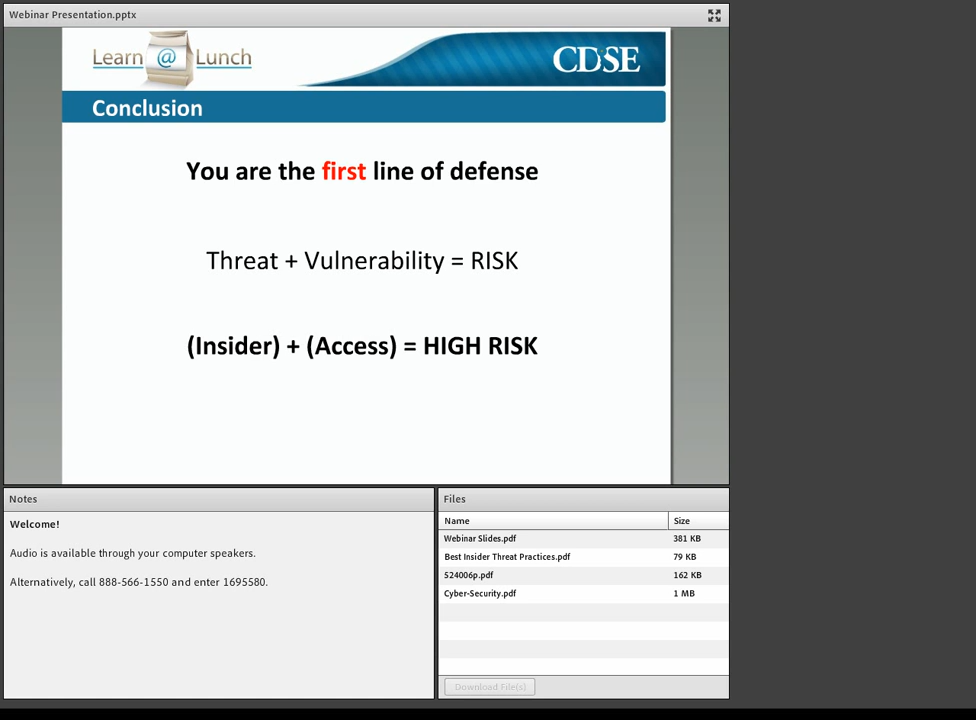 Webinar Presentation.pptx
Learn @ Lunch
CDSE
Conclusion
You are the first line of defense
Threat + Vulnerability = RISK
(Insider) + (Access) = HIGH RISK
Notes
Welcome!
Audio is available through your computer speakers.
Alternatively, call 888-566-1550 and enter 1695580.
Files
Name Size
Webinar Slides.pdf 381 KB
Best Insider Threat Practices.pdf 79 KB
524006p.pdf 162 KB
Cyber-Security.pdf 1 MB
Download File(s)